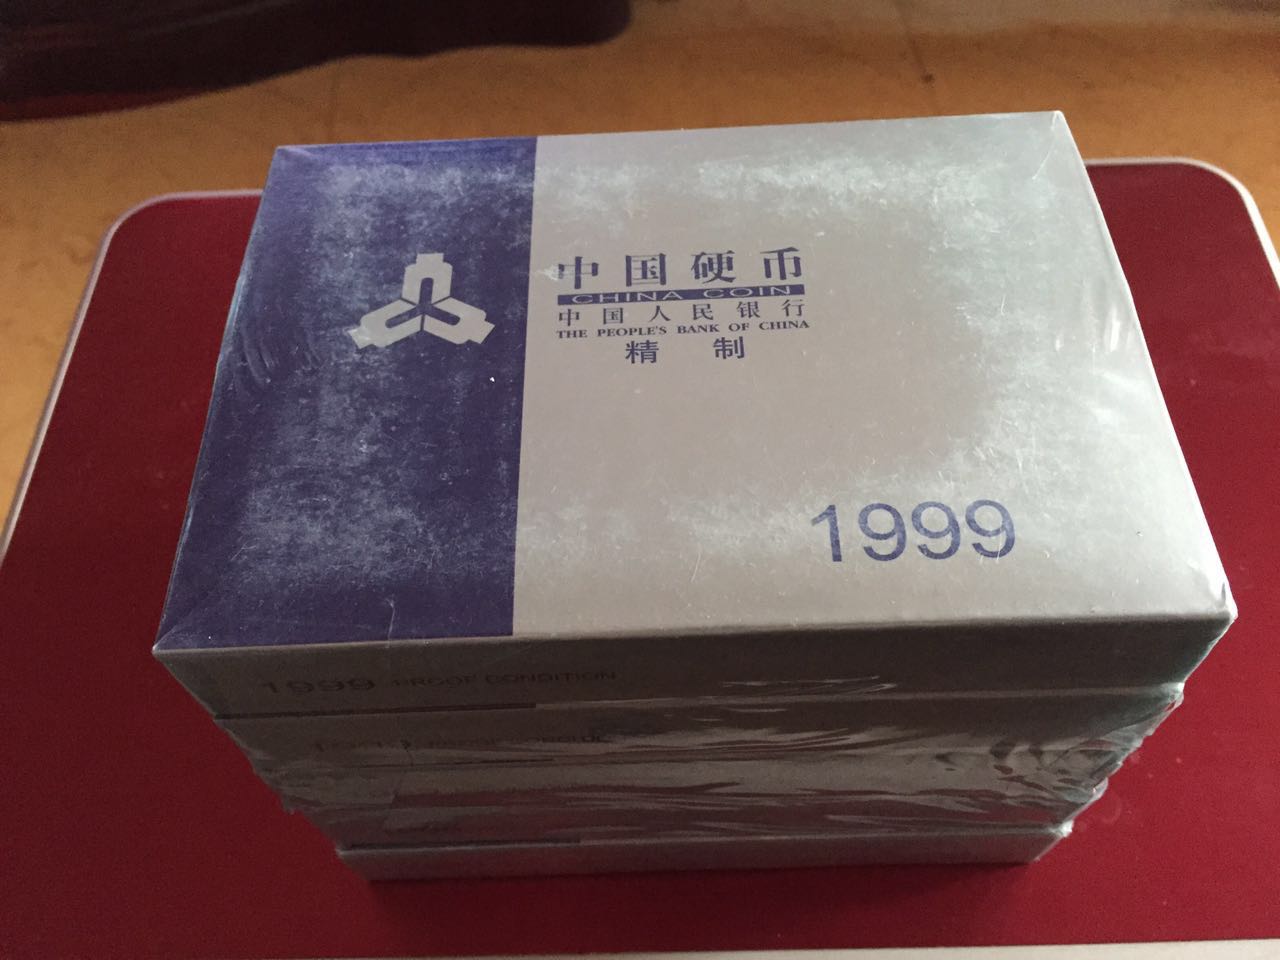 中国硬币
CHINA COIN
中国人民银行
THE PEOPLE'S BANK OF CHINA
精制
1999
1999 PROOF CONDITION